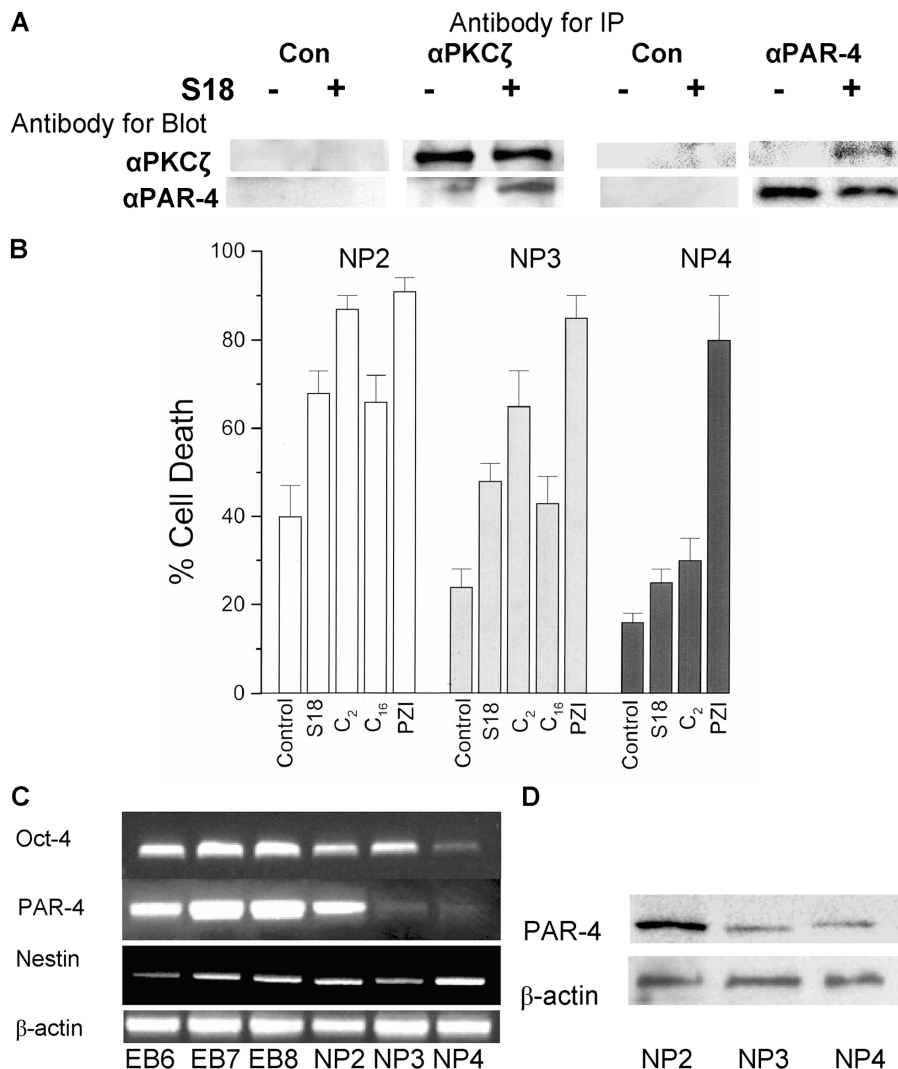 A
Antibody for IP
Con αPKCζ Con αPAR-4
S18 - + - + - + - +
Antibody for Blot
αPKCζ
αPAR-4
B
100
80
60
40
20
0
% Cell Death
NP2 NP3 NP4
Control S18 C₂ C₁₆ PZI Control S18 C₂ C₁₆ PZI Control S18 C₂ PZI
C
Oct-4
PAR-4
Nestin
β-actin
EB6 EB7 EB8 NP2 NP3 NP4
D
PAR-4
β-actin
NP2 NP3 NP4